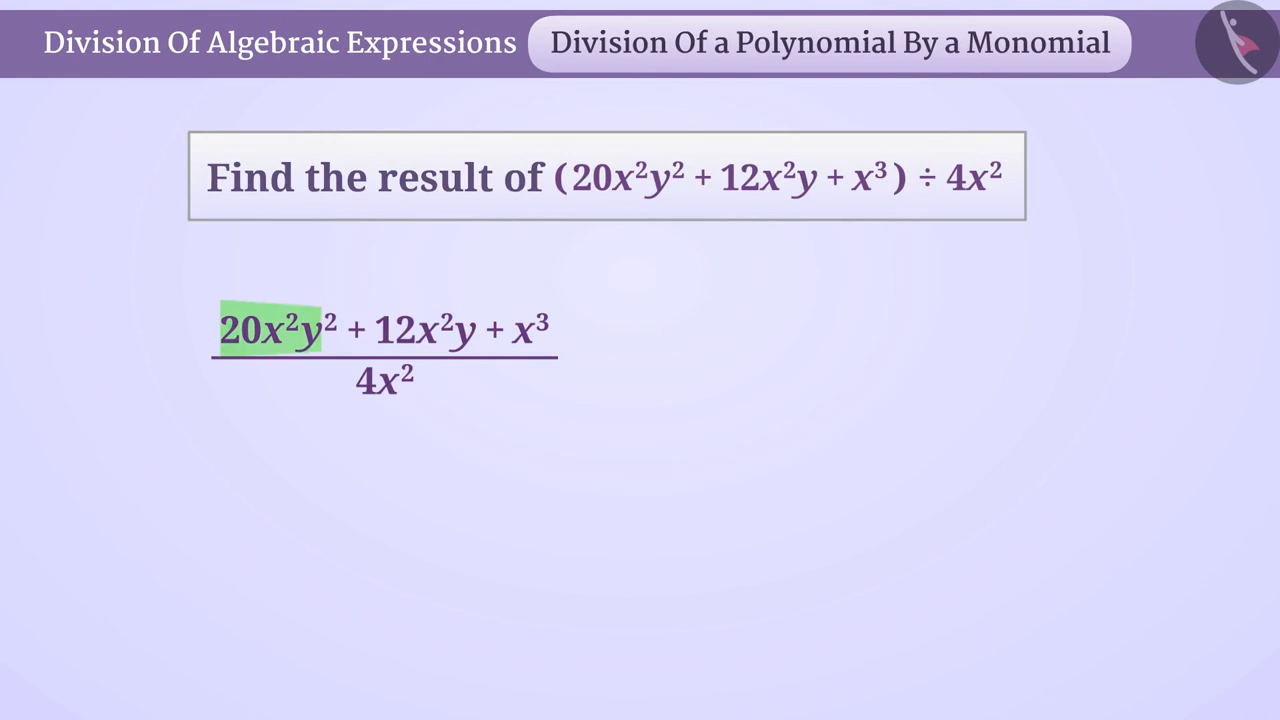 Division Of Algebraic Expressions Division Of a Polynomial By a Monomial
Find the result of (20x²y² + 12x²y + x³) ÷ 4x²
20x²y² + 12x²y + x³
4x²